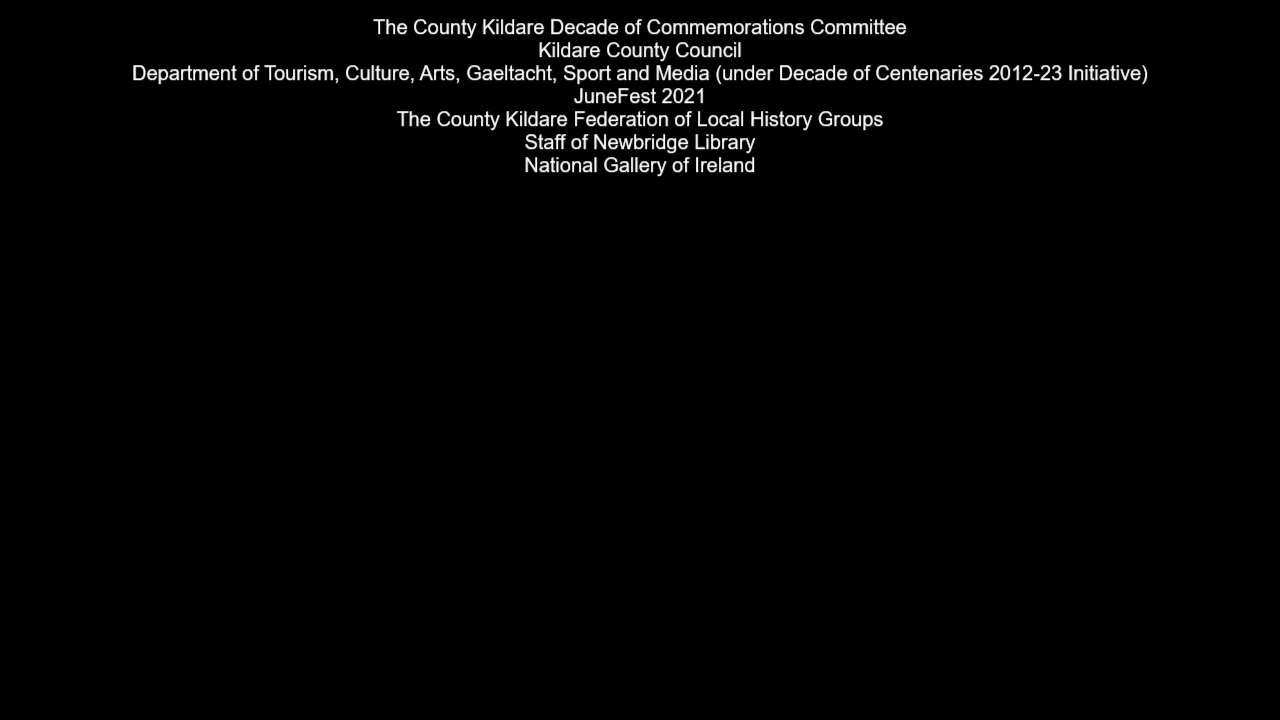 The County Kildare Decade of Commemorations Committee
Kildare County Council
Department of Tourism, Culture, Arts, Gaeltacht, Sport and Media (under Decade of Centenaries 2012-23 Initiative)
JuneFest 2021
The County Kildare Federation of Local History Groups
Staff of Newbridge Library
National Gallery of Ireland